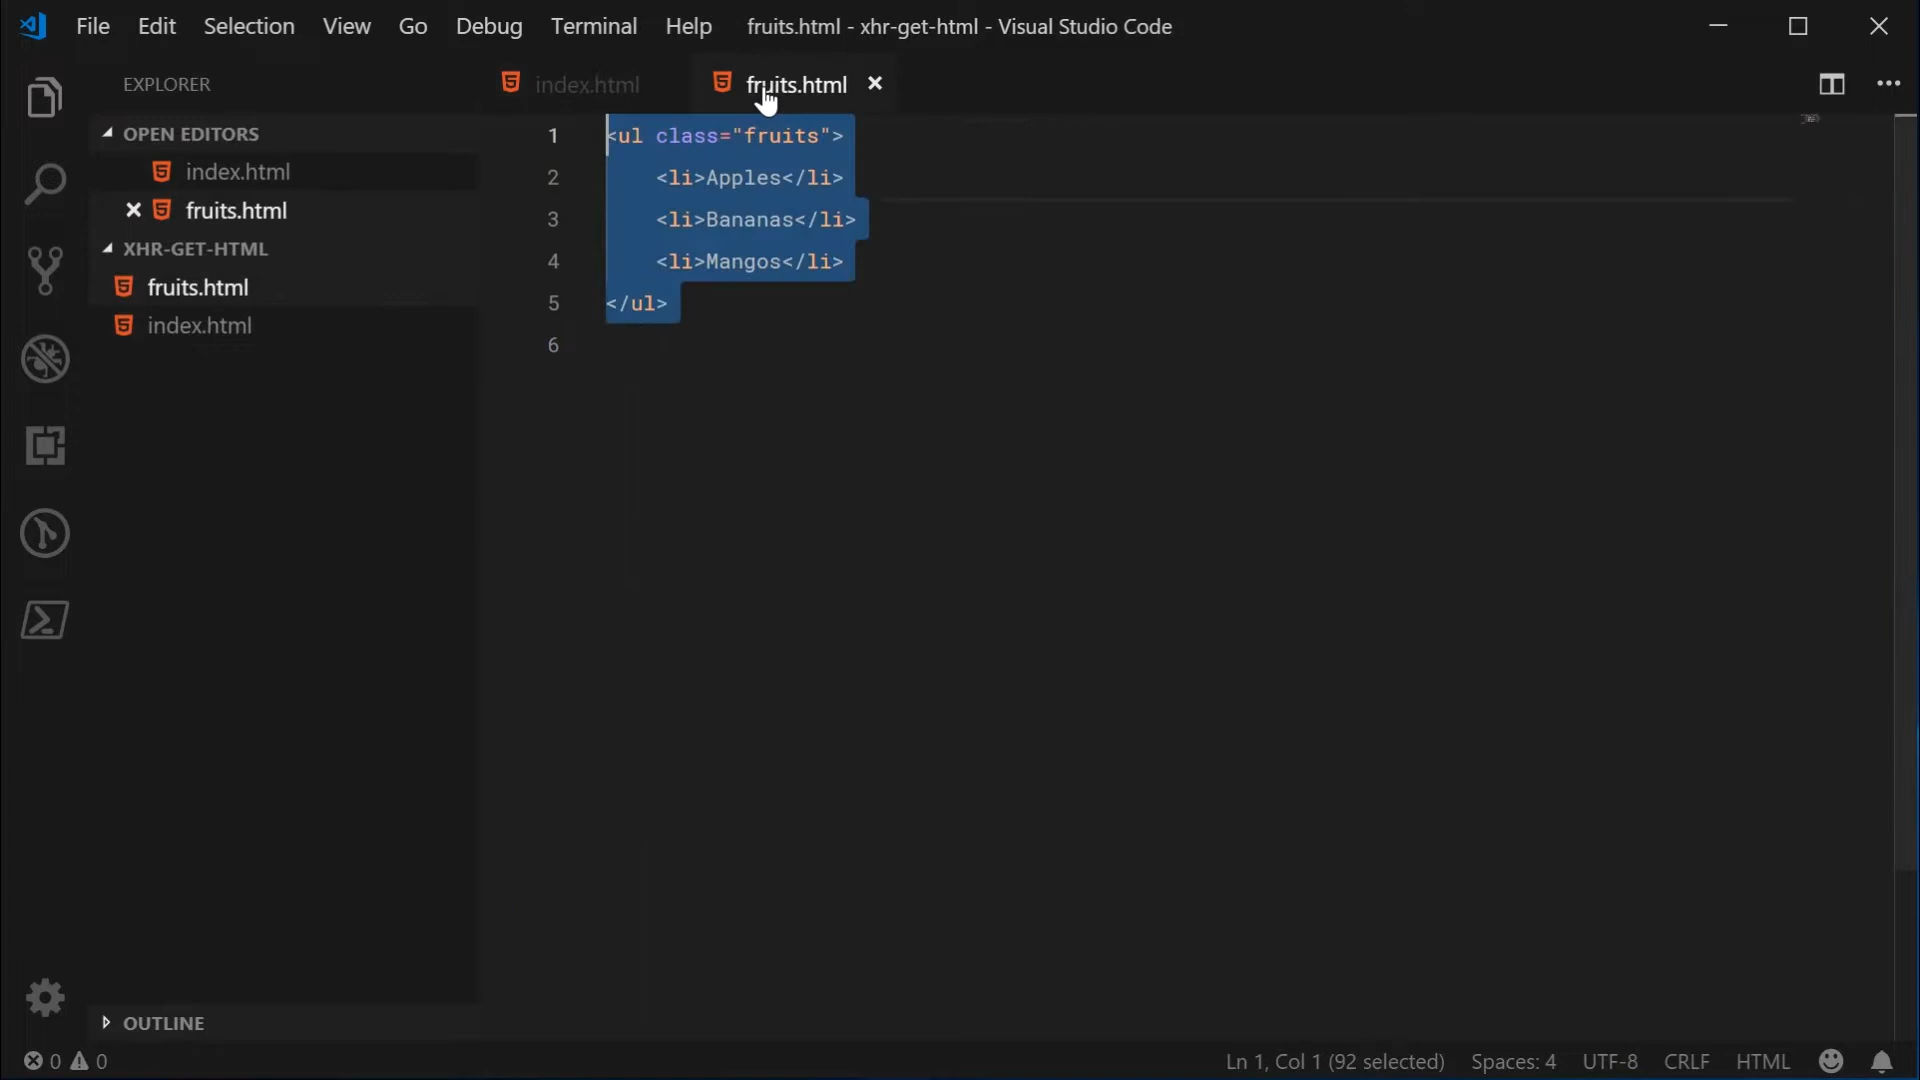 File Edit Selection View Go Debug Terminal Help fruits.html - xhr-get-html - Visual Studio Code
EXPLORER
OPEN EDITORS
index.html
fruits.html
XHR-GET-HTML
fruits.html
index.html
OUTLINE
index.html fruits.html
1 <ul class="fruits">
2 <li>Apples</li>
3 <li>Bananas</li>
4 <li>Mangos</li>
5 </ul>
6
0 0 Ln 1, Col 1 (92 selected) Spaces: 4 UTF-8 CRLF HTML